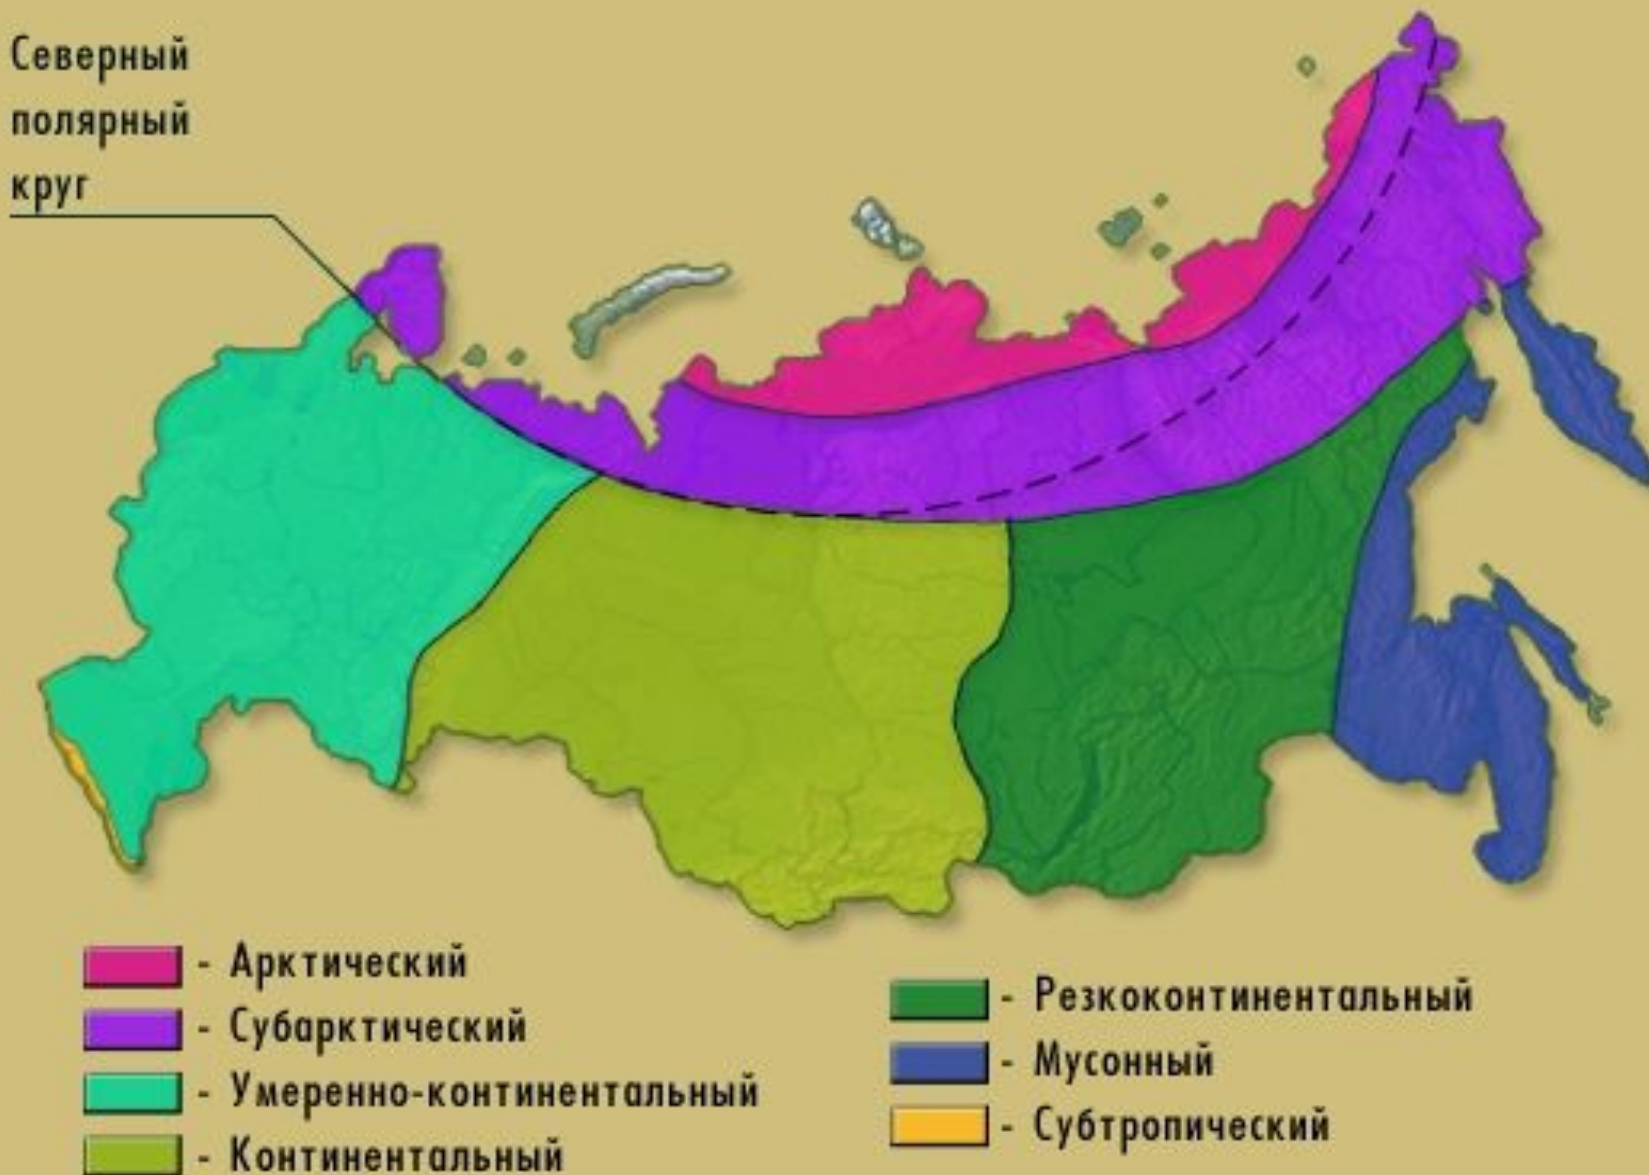 Северный
полярный
круг
- Арктический
- Субарктический
- Умеренно-континентальный
- Континентальный
- Резкоконтинентальный
- Мусонный
- Субтропический